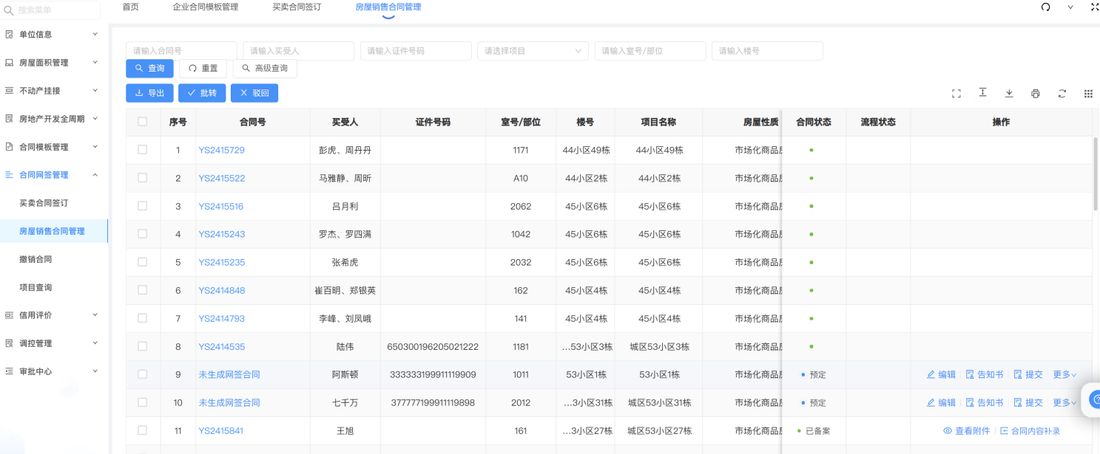 搜索菜单
首页 企业合同模板管理 买卖合同签订 房屋销售合同管理
单位信息
房屋面积管理
不动产挂接
房地产开发全周期
合同模板管理
合同网签管理
买卖合同签订
房屋销售合同管理
撤销合同
项目查询
信用评价
调控管理
审批中心
请输入合同号 请输入买受人 请输入证件号码 请选择项目 请输入室号/部位 请输入楼号
查询 重置 高级查询
导出 批转 驳回
序号 合同号 买受人 证件号码 室号/部位 楼号 项目名称 房屋性质 合同状态 流程状态 操作
1 YS2415729 彭虎、周丹丹 1171 44小区49栋 44小区49栋 市场化商品房
2 YS2415522 马雅静、周昕 A10 44小区2栋 44小区2栋 市场化商品房
3 YS2415516 吕月利 2062 45小区6栋 45小区6栋 市场化商品房
4 YS2415243 罗杰、罗四满 1042 45小区6栋 45小区6栋 市场化商品房
5 YS2415235 张希虎 2032 45小区6栋 45小区6栋 市场化商品房
6 YS2414848 崔百明、郑银英 162 45小区4栋 45小区4栋 市场化商品房
7 YS2414793 李峰、刘凤岐 141 45小区4栋 45小区4栋 市场化商品房
8 YS2414535 陆伟 650300196205021222 1181 ...53小区3栋 城区53小区3栋 市场化商品房
9 未生成网签合同 阿斯顿 333333199911119909 1011 53小区1栋 53小区1栋 市场化商品房 预定 编辑 告知书 提交 更多
10 未生成网签合同 七千万 377777199911119898 2012 ...3小区31栋 城区53小区31栋 市场化商品房 预定 编辑 告知书 提交 更多
11 YS2415841 王旭 161 ...3小区27栋 城区53小区27栋 市场化商品房 已备案 查看附件 合同内容补录